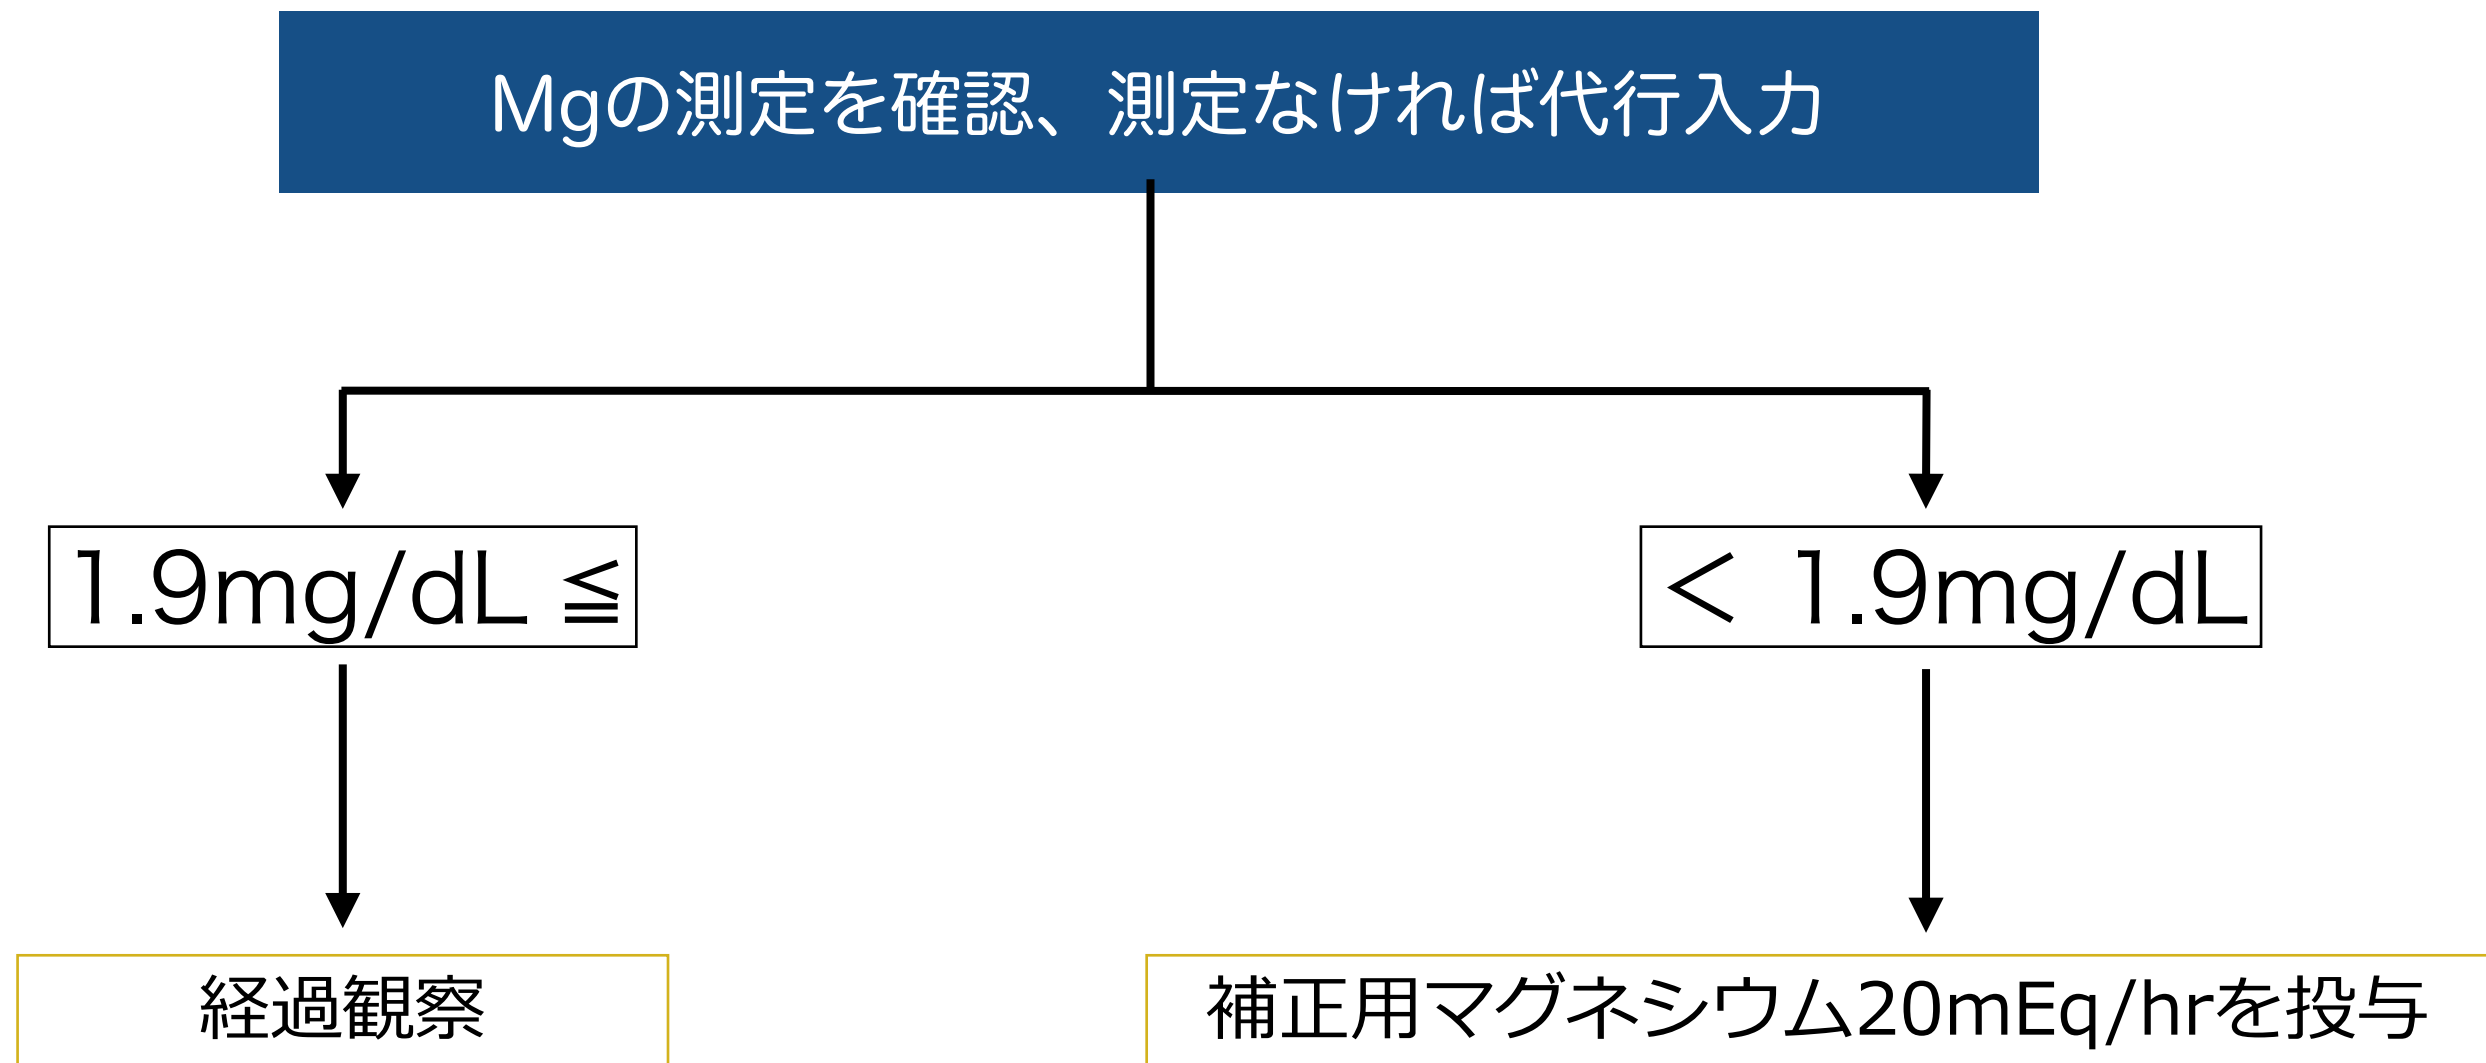 Mgの測定を確認、測定なければ代行入力
1.9mg/dL ≦
< 1.9mg/dL
経過観察
補正用マグネシウム20mEq/hrを投与